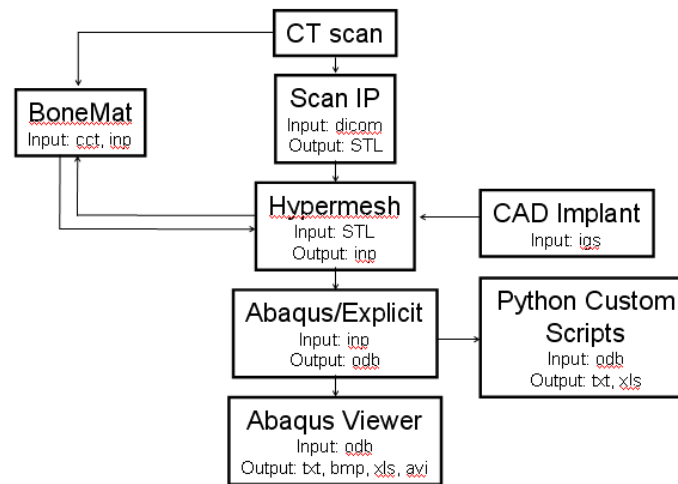 CT scan
BoneMat
Input: cct, inp
Scan IP
Input: dicom
Output: STL
Hypermesh
Input: STL
Output: inp
CAD Implant
Input: igs
Abaqus/Explicit
Input: inp
Output: odb
Python Custom
Scripts
Input: odb
Output: txt, xls
Abaqus Viewer
Input: odb
Output: txt, bmp, xls, avi